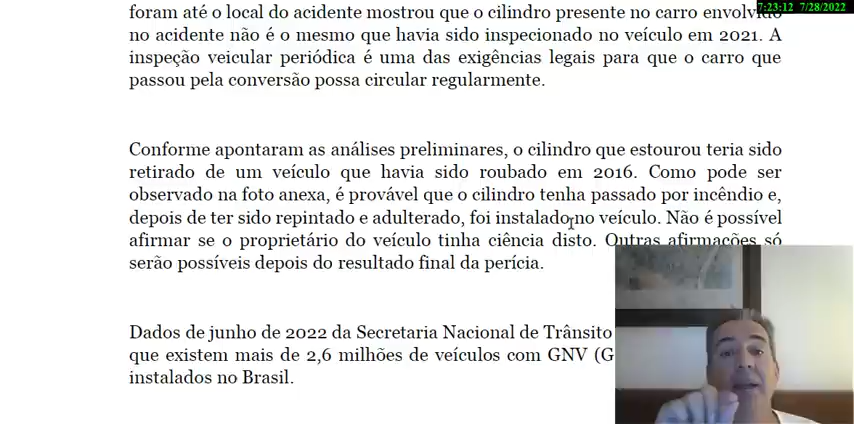 7:23:12 7/28/2022
foram até o local do acidente mostrou que o cilindro presente no carro envolvido
no acidente não é o mesmo que havia sido inspecionado no veículo em 2021. A
inspeção veicular periódica é uma das exigências legais para que o carro que
passou pela conversão possa circular regularmente.
Conforme apontaram as análises preliminares, o cilindro que estourou teria sido
retirado de um veículo que havia sido roubado em 2016. Como pode ser
observado na foto anexa, é provável que o cilindro tenha passado por incêndio e,
depois de ter sido repintado e adulterado, foi instalado no veículo. Não é possível
afirmar se o proprietário do veículo tinha ciência disto. Outras afirmações só
serão possíveis depois do resultado final da perícia.
Dados de junho de 2022 da Secretaria Nacional de Trânsito
que existem mais de 2,6 milhões de veículos com GNV (G
instalados no Brasil.